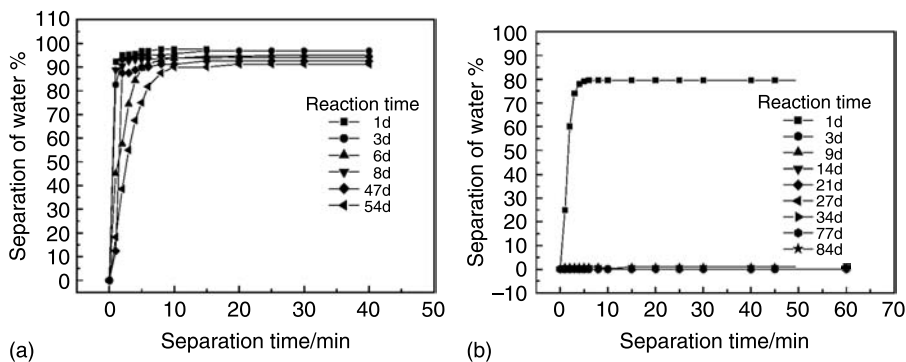 110
100
90
80
70
60
50
40
30
20
10
0
Separation of water %
Reaction time
1d
3d
6d
8d
47d
54d
0 10 20 30 40 50
Separation time/min
(a)
(b)
100
90
80
70
60
50
40
30
20
10
0
−10
Separation of water %
Reaction time
1d
3d
9d
14d
21d
27d
34d
77d
84d
0 10 20 30 40 50 60 70
Separation time/min